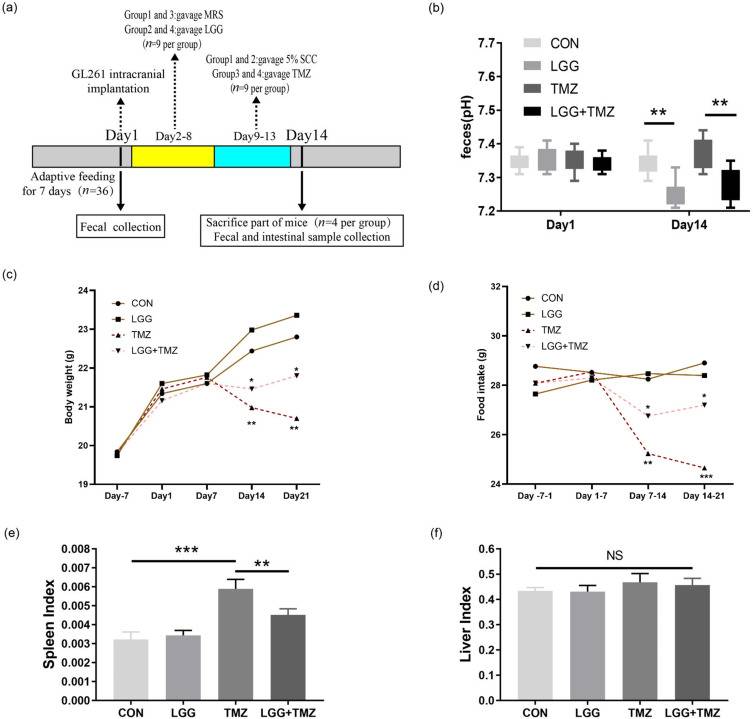 (a)
Group1 and 3:gavage MRS
Group2 and 4:gavage LGG
(n=9 per group)
Group1 and 2:gavage 5% SCC
Group3 and 4:gavage TMZ
(n=9 per group)
GL261 intracranial
implantation
Day1
Day2-8
Day9-13
Day14
Adaptive feeding
for 7 days (n=36)
Fecal collection
Sacrifice part of mice (n=4 per group)
Fecal and intestinal sample collection
(b)
feces(pH)
7.7
7.6
7.5
7.4
7.3
7.2
CON
LGG
TMZ
LGG+TMZ
**
**
Day1
Day14
(c)
Body weight (g)
23
22
21
20
19
24
CON
LGG
TMZ
LGG+TMZ
*
*
**
**
Day-7
Day1
Day7
Day14
Day21
(d)
Food intake (g)
32
30
28
26
24
CON
LGG
TMZ
LGG+TMZ
*
*
**
***
Day -7-1
Day 1-7
Day 7-14
Day 14-21
(e)
Spleen Index
0.008
0.007
0.006
0.005
0.004
0.003
0.002
0.001
0.000
***
**
CON
LGG
TMZ
LGG+TMZ
(f)
Liver Index
0.6
0.5
0.4
0.3
0.2
0.1
0.0
NS
CON
LGG
TMZ
LGG+TMZ